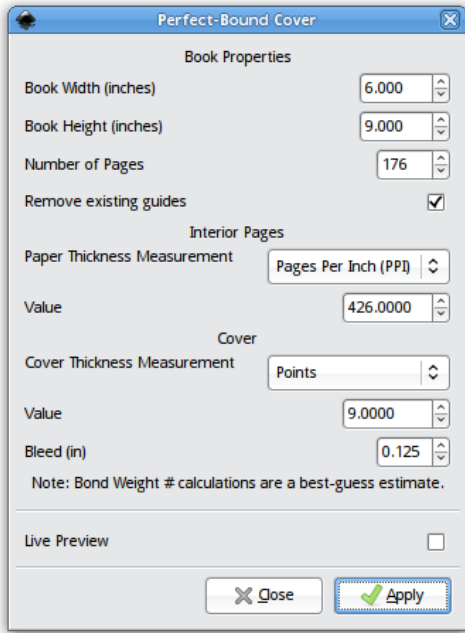 Perfect-Bound Cover
Book Properties
Book Width (inches) 6.000
Book Height (inches) 9.000
Number of Pages 176
Remove existing guides
Interior Pages
Paper Thickness Measurement Pages Per Inch (PPI)
Value 426.0000
Cover
Cover Thickness Measurement Points
Value 9.0000
Bleed (in) 0.125
Note: Bond Weight # calculations are a best-guess estimate.
Live Preview
Close Apply